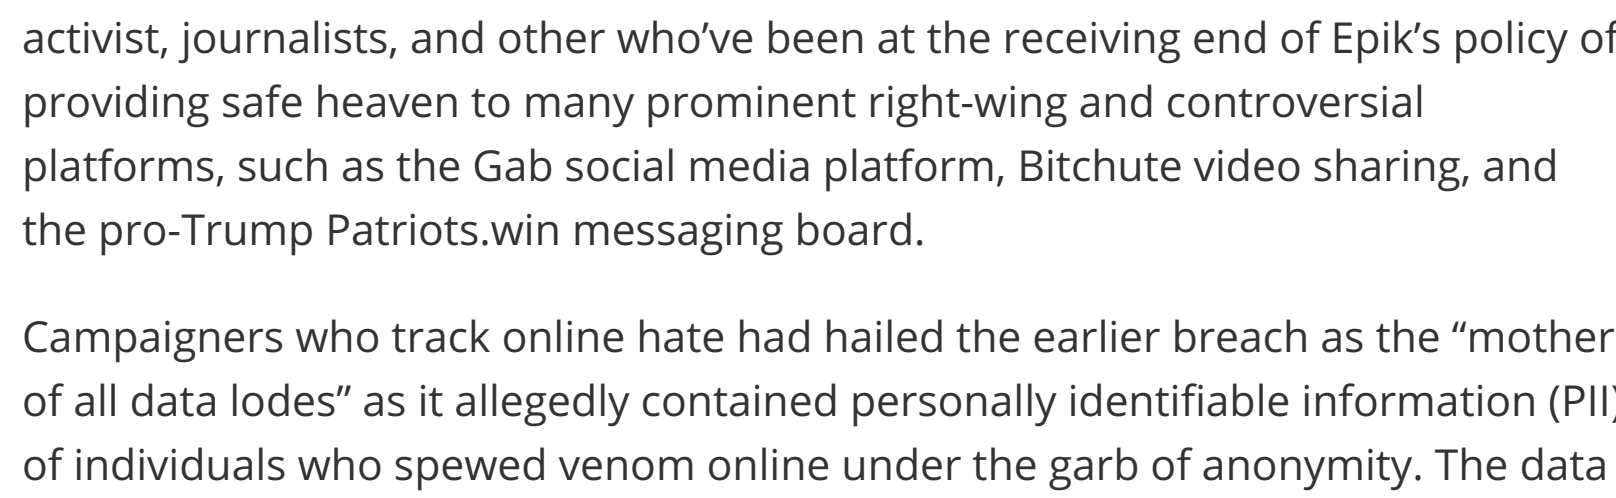 activist, journalists, and other who’ve been at the receiving end of Epik’s policy of
providing safe heaven to many prominent right-wing and controversial
platforms, such as the Gab social media platform, Bitchute video sharing, and
the pro-Trump Patriots.win messaging board.
Campaigners who track online hate had hailed the earlier breach as the “mother
of all data lodes” as it allegedly contained personally identifiable information (PII)
of individuals who spewed venom online under the garb of anonymity. The data